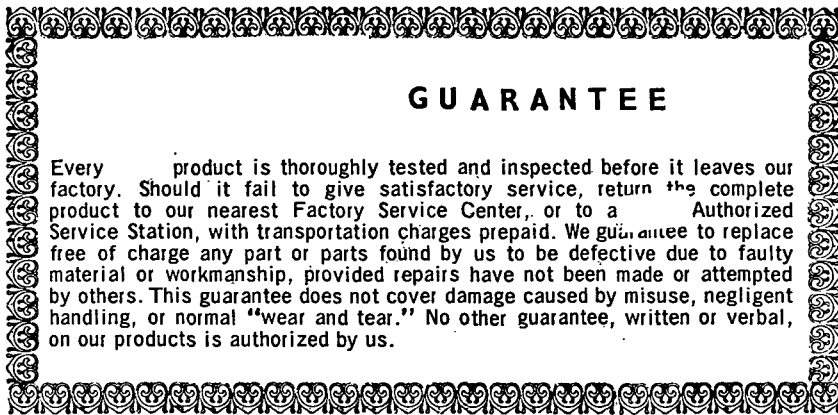 GUARANTEE
Every product is thoroughly tested and inspected before it leaves our
factory. Should it fail to give satisfactory service, return the complete
product to our nearest Factory Service Center, or to a Authorized
Service Station, with transportation charges prepaid. We guarantee to replace
free of charge any part or parts found by us to be defective due to faulty
material or workmanship, provided repairs have not been made or attempted
by others. This guarantee does not cover damage caused by misuse, negligent
handling, or normal "wear and tear." No other guarantee, written or verbal,
on our products is authorized by us.